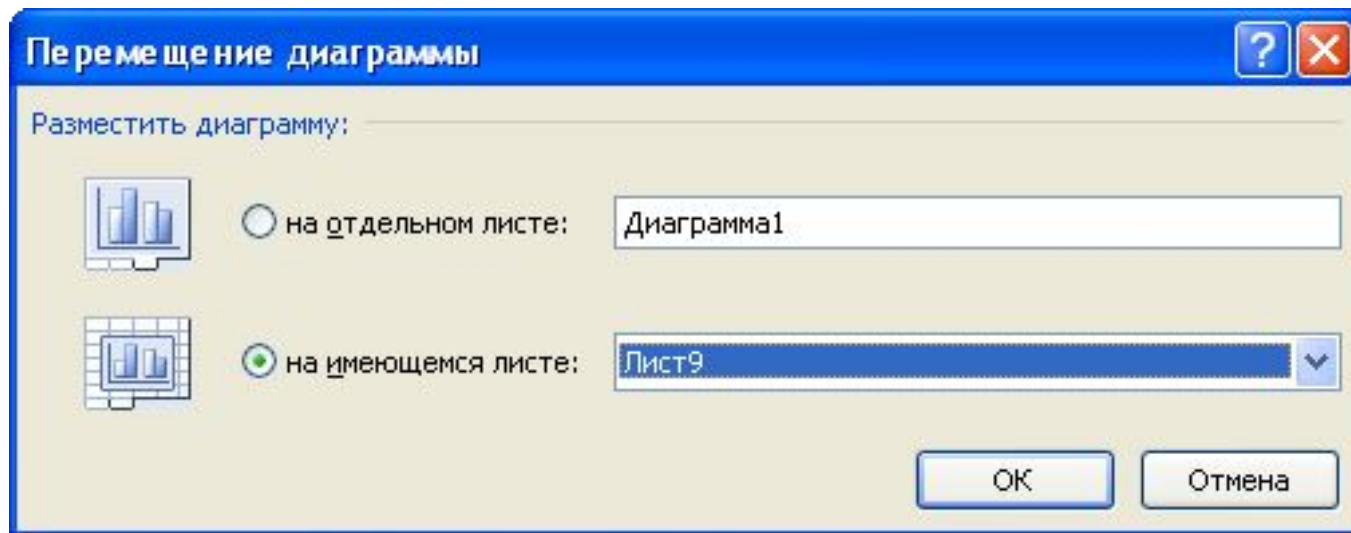 Перемещение диаграммы
Разместить диаграмму:
на отдельном листе: Диаграмма1
на имеющемся листе: Лист9
ОК Отмена